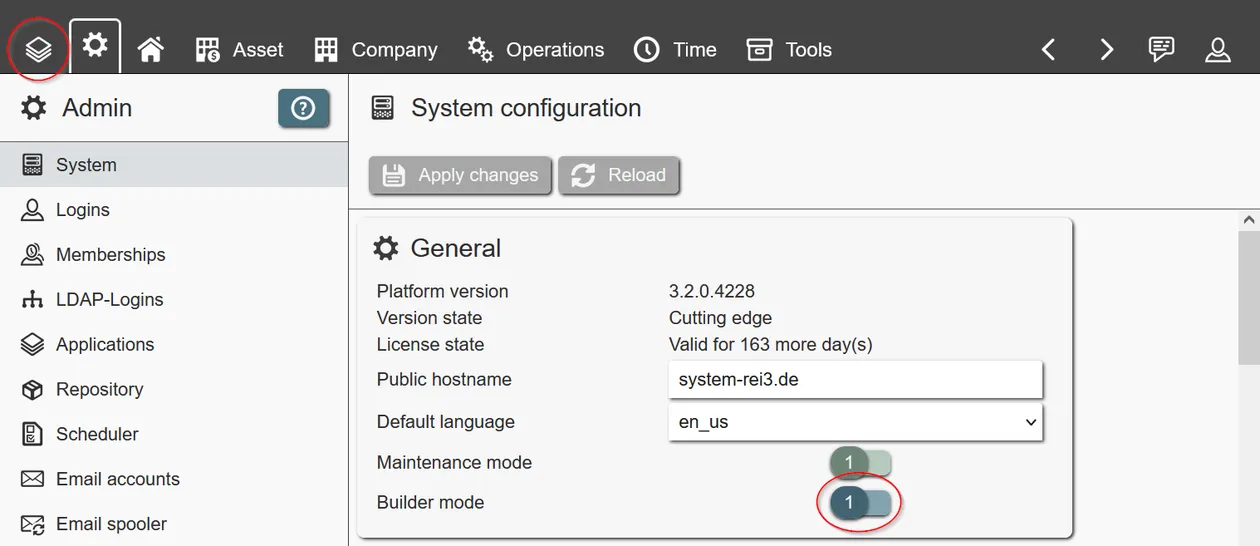 Asset Company Operations Time Tools
Admin
System
Logins
Memberships
LDAP-Logins
Applications
Repository
Scheduler
Email accounts
Email spooler
System configuration
Apply changes Reload
General
Platform version 3.2.0.4228
Version state Cutting edge
License state Valid for 163 more day(s)
Public hostname system-rei3.de
Default language en_us
Maintenance mode 1
Builder mode 1